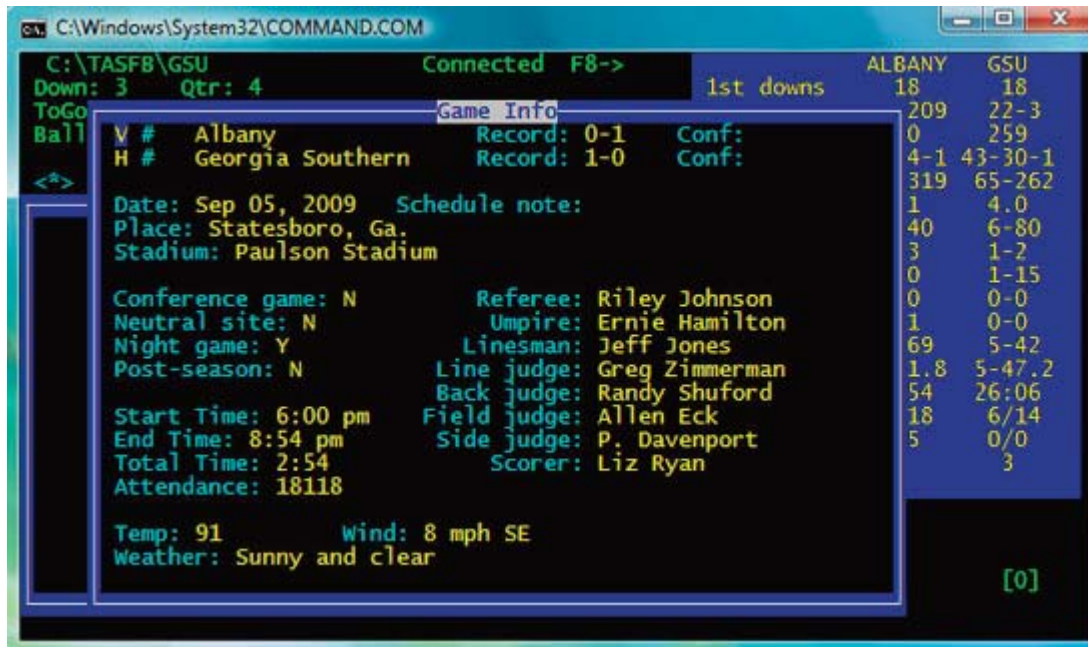 C:\Windows\System32\COMMAND.COM
C:\TASFB\GSU Connected F8-> ALBANY GSU
Down: 3 Qtr: 4 1st downs 18 18
ToGo Game Info 209 22-3
Ball V # Albany Record: 0-1 Conf: 0 259
H # Georgia Southern Record: 1-0 Conf: 4-1 43-30-1
<*> 319 65-262
Date: Sep 05, 2009 Schedule note: 1 4.0
Place: Statesboro, Ga. 40 6-80
Stadium: Paulson Stadium 3 1-2
0 1-15
Conference game: N Referee: Riley Johnson 0 0-0
Neutral site: N Umpire: Ernie Hamilton 1 0-0
Night game: Y Linesman: Jeff Jones 69 5-42
Post-season: N Line judge: Greg Zimmerman 1.8 5-47.2
Back judge: Randy Shuford 54 26:06
Start Time: 6:00 pm Field judge: Allen Eck 18 6/14
End Time: 8:54 pm Side judge: P. Davenport 5 0/0
Total Time: 2:54 Scorer: Liz Ryan 3
Attendance: 18118
Temp: 91 Wind: 8 mph SE
Weather: Sunny and clear
[0]